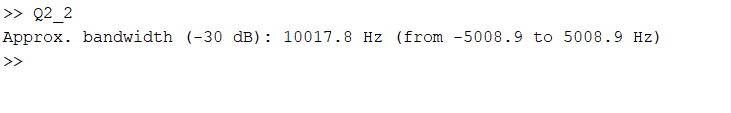 >> Q2_2
Approx. bandwidth (-30 dB): 10017.8 Hz (from -5008.9 to 5008.9 Hz)
>>